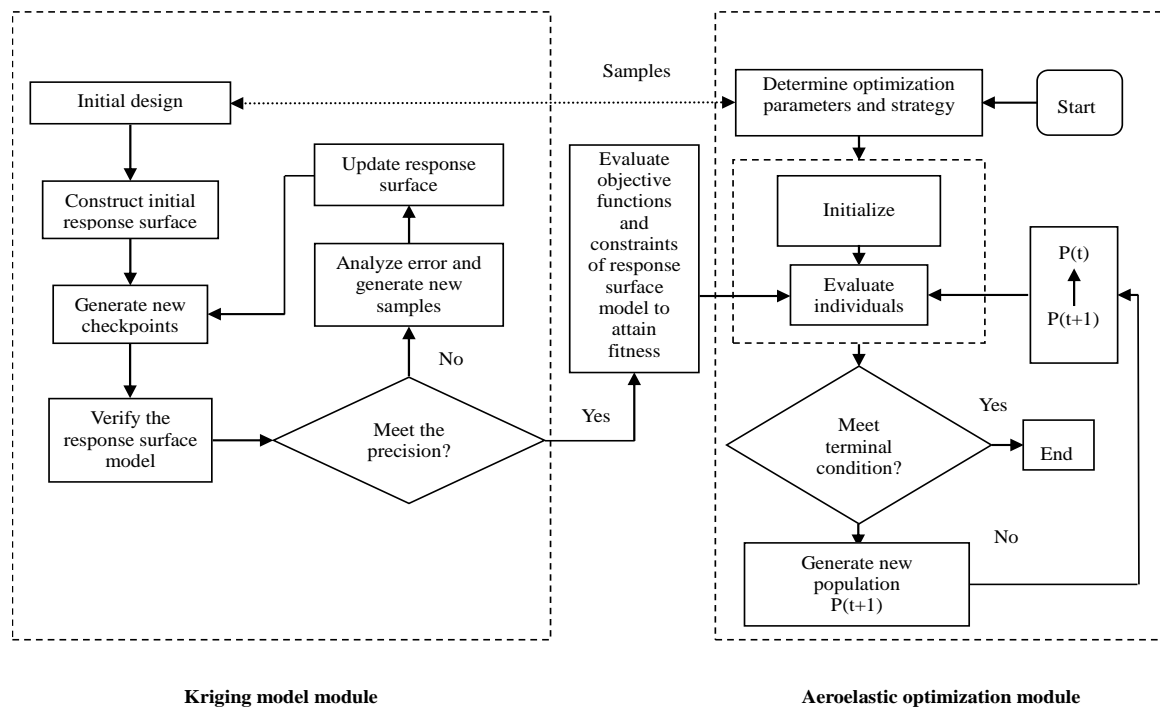 Samples
Initial design
Construct initial
response surface
Generate new
checkpoints
Verify the
response surface
model
Update response
surface
Analyze error and
generate new
samples
No
Meet the
precision?
Yes
Evaluate
objective
functions
and
constraints
of response
surface
model to
attain
fitness
Determine optimization
parameters and strategy
Start
Initialize
Evaluate
individuals
P(t)
P(t+1)
Meet
terminal
condition?
Yes
End
No
Generate new
population
P(t+1)
Kriging model module
Aeroelastic optimization module